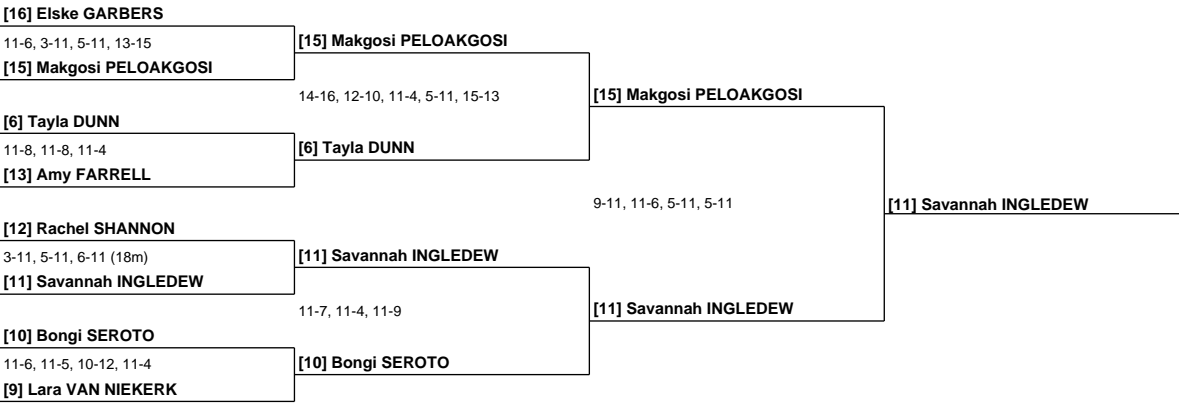 [16] Elske GARBERS
11-6, 3-11, 5-11, 13-15
[15] Makgosi PELOAKGOSI
[15] Makgosi PELOAKGOSI
14-16, 12-10, 11-4, 5-11, 15-13
[15] Makgosi PELOAKGOSI
[6] Tayla DUNN
11-8, 11-8, 11-4
[6] Tayla DUNN
[13] Amy FARRELL
9-11, 11-6, 5-11, 5-11
[11] Savannah INGLEDEW
[12] Rachel SHANNON
3-11, 5-11, 6-11 (18m)
[11] Savannah INGLEDEW
[11] Savannah INGLEDEW
11-7, 11-4, 11-9
[11] Savannah INGLEDEW
[10] Bongi SEROTO
11-6, 11-5, 10-12, 11-4
[10] Bongi SEROTO
[9] Lara VAN NIEKERK